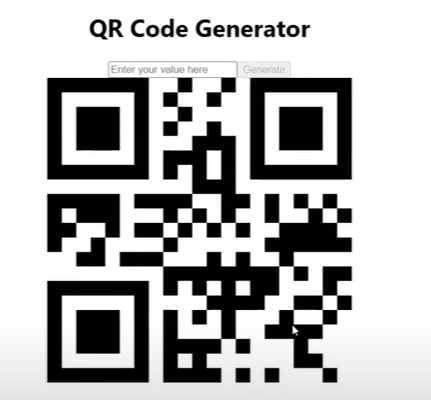 QR Code Generator
Enter your value here
Generate